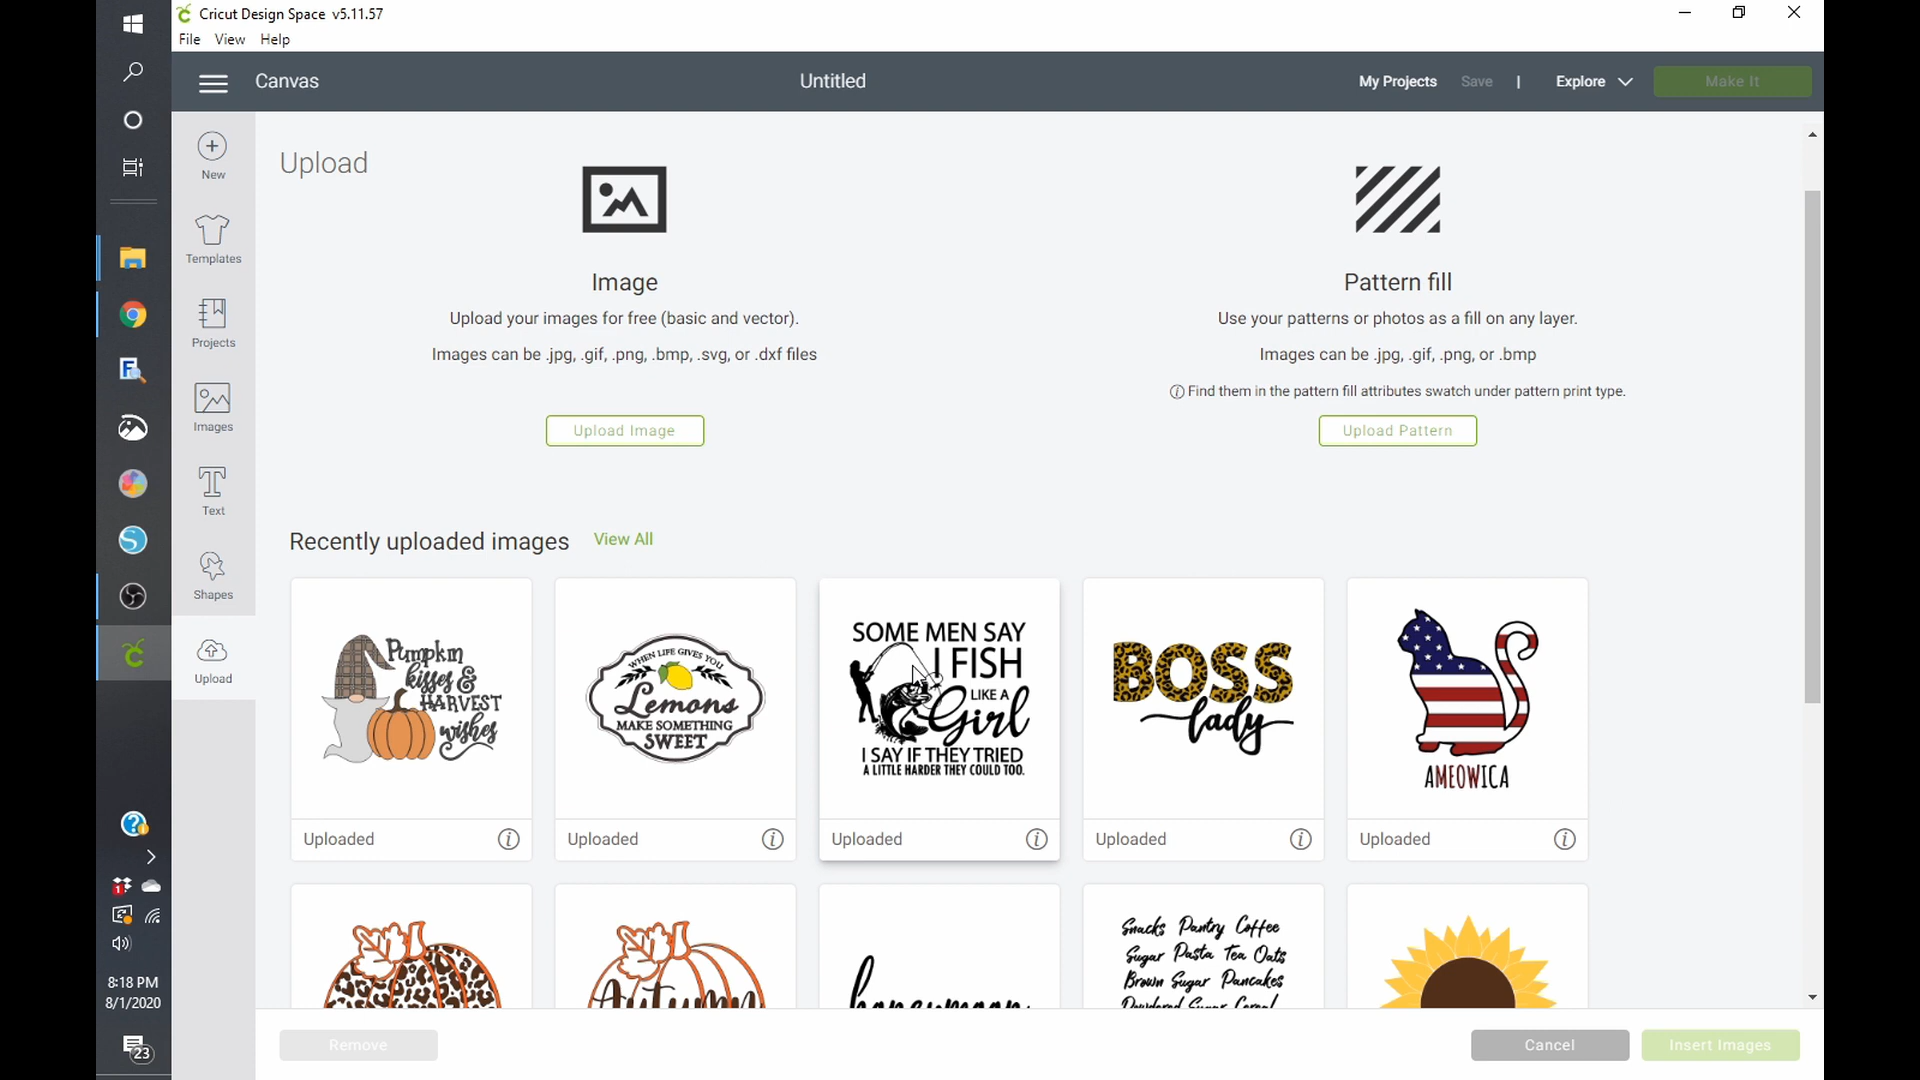 Cricut Design Space v5.11.57
File View Help
Canvas
Untitled
My Projects Save | Explore Make It
New
Templates
Projects
Images
Text
Shapes
Upload
Upload
Image
Upload your images for free (basic and vector).
Images can be .jpg, .gif, .png, .bmp, .svg, or .dxf files
Upload Image
Pattern fill
Use your patterns or photos as a fill on any layer.
Images can be .jpg, .gif, .png, or .bmp
Find them in the pattern fill attributes swatch under pattern print type.
Upload Pattern
Recently uploaded images View All
Pumpkin
kisses &
HARVEST
wishes
Uploaded
WHEN LIFE GIVES YOU
Lemons
MAKE SOMETHING
SWEET
Uploaded
SOME MEN SAY
I FISH
LIKE A
Girl
I SAY IF THEY TRIED
A LITTLE HARDER THEY COULD TOO.
Uploaded
BOSS
lady
Uploaded
AMEOWICA
Uploaded
Autumn
honeymoon
Snacks Pantry Coffee
Sugar Pasta Tea Oats
Brown Sugar Pancakes
Powdered Sugar Cereal
Remove
Cancel
Insert Images
1
8:18 PM
8/1/2020
23